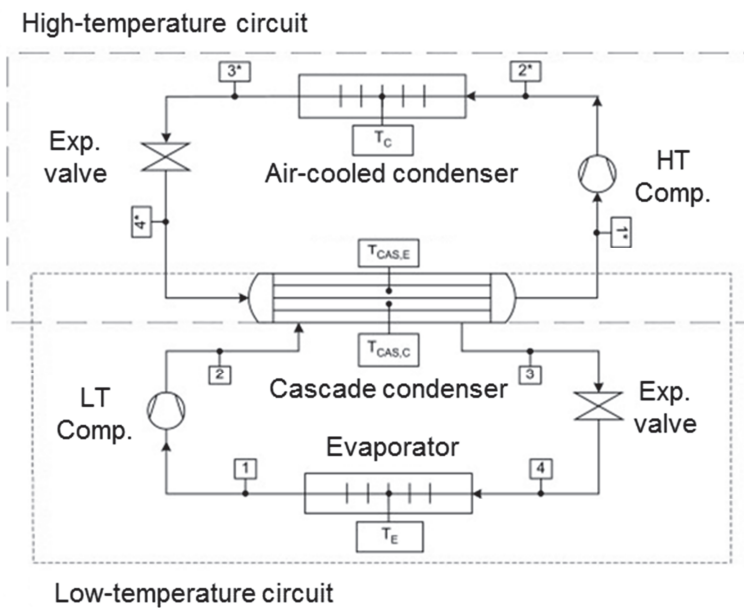 High-temperature circuit
3*
2*
T_C
Exp.
valve
Air-cooled condenser
HT
Comp.
4*
1*
T_CAS,E
T_CAS,C
2
3
Cascade condenser
LT
Comp.
Exp.
valve
Evaporator
1
4
T_E
Low-temperature circuit